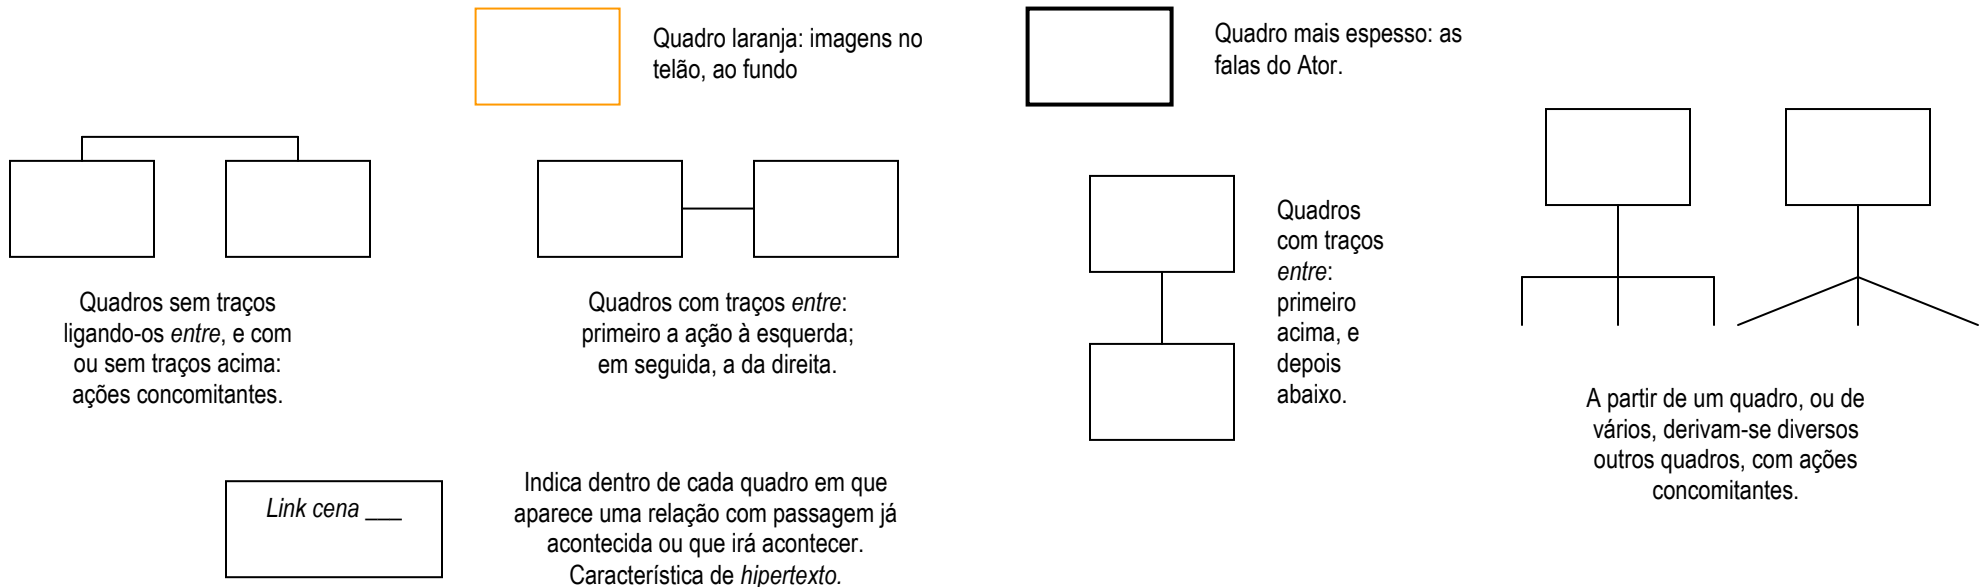 Quadro laranja: imagens no
telão, ao fundo
Quadro mais espesso: as
falas do Ator.
Quadros sem traços
ligando-os entre, e com
ou sem traços acima:
ações concomitantes.
Quadros com traços entre:
primeiro a ação à esquerda;
em seguida, a da direita.
Quadros
com traços
entre:
primeiro
acima, e
depois
abaixo.
A partir de um quadro, ou de
vários, derivam-se diversos
outros quadros, com ações
concomitantes.
Link cena ___
Indica dentro de cada quadro em que
aparece uma relação com passagem já
acontecida ou que irá acontecer.
Característica de hipertexto.